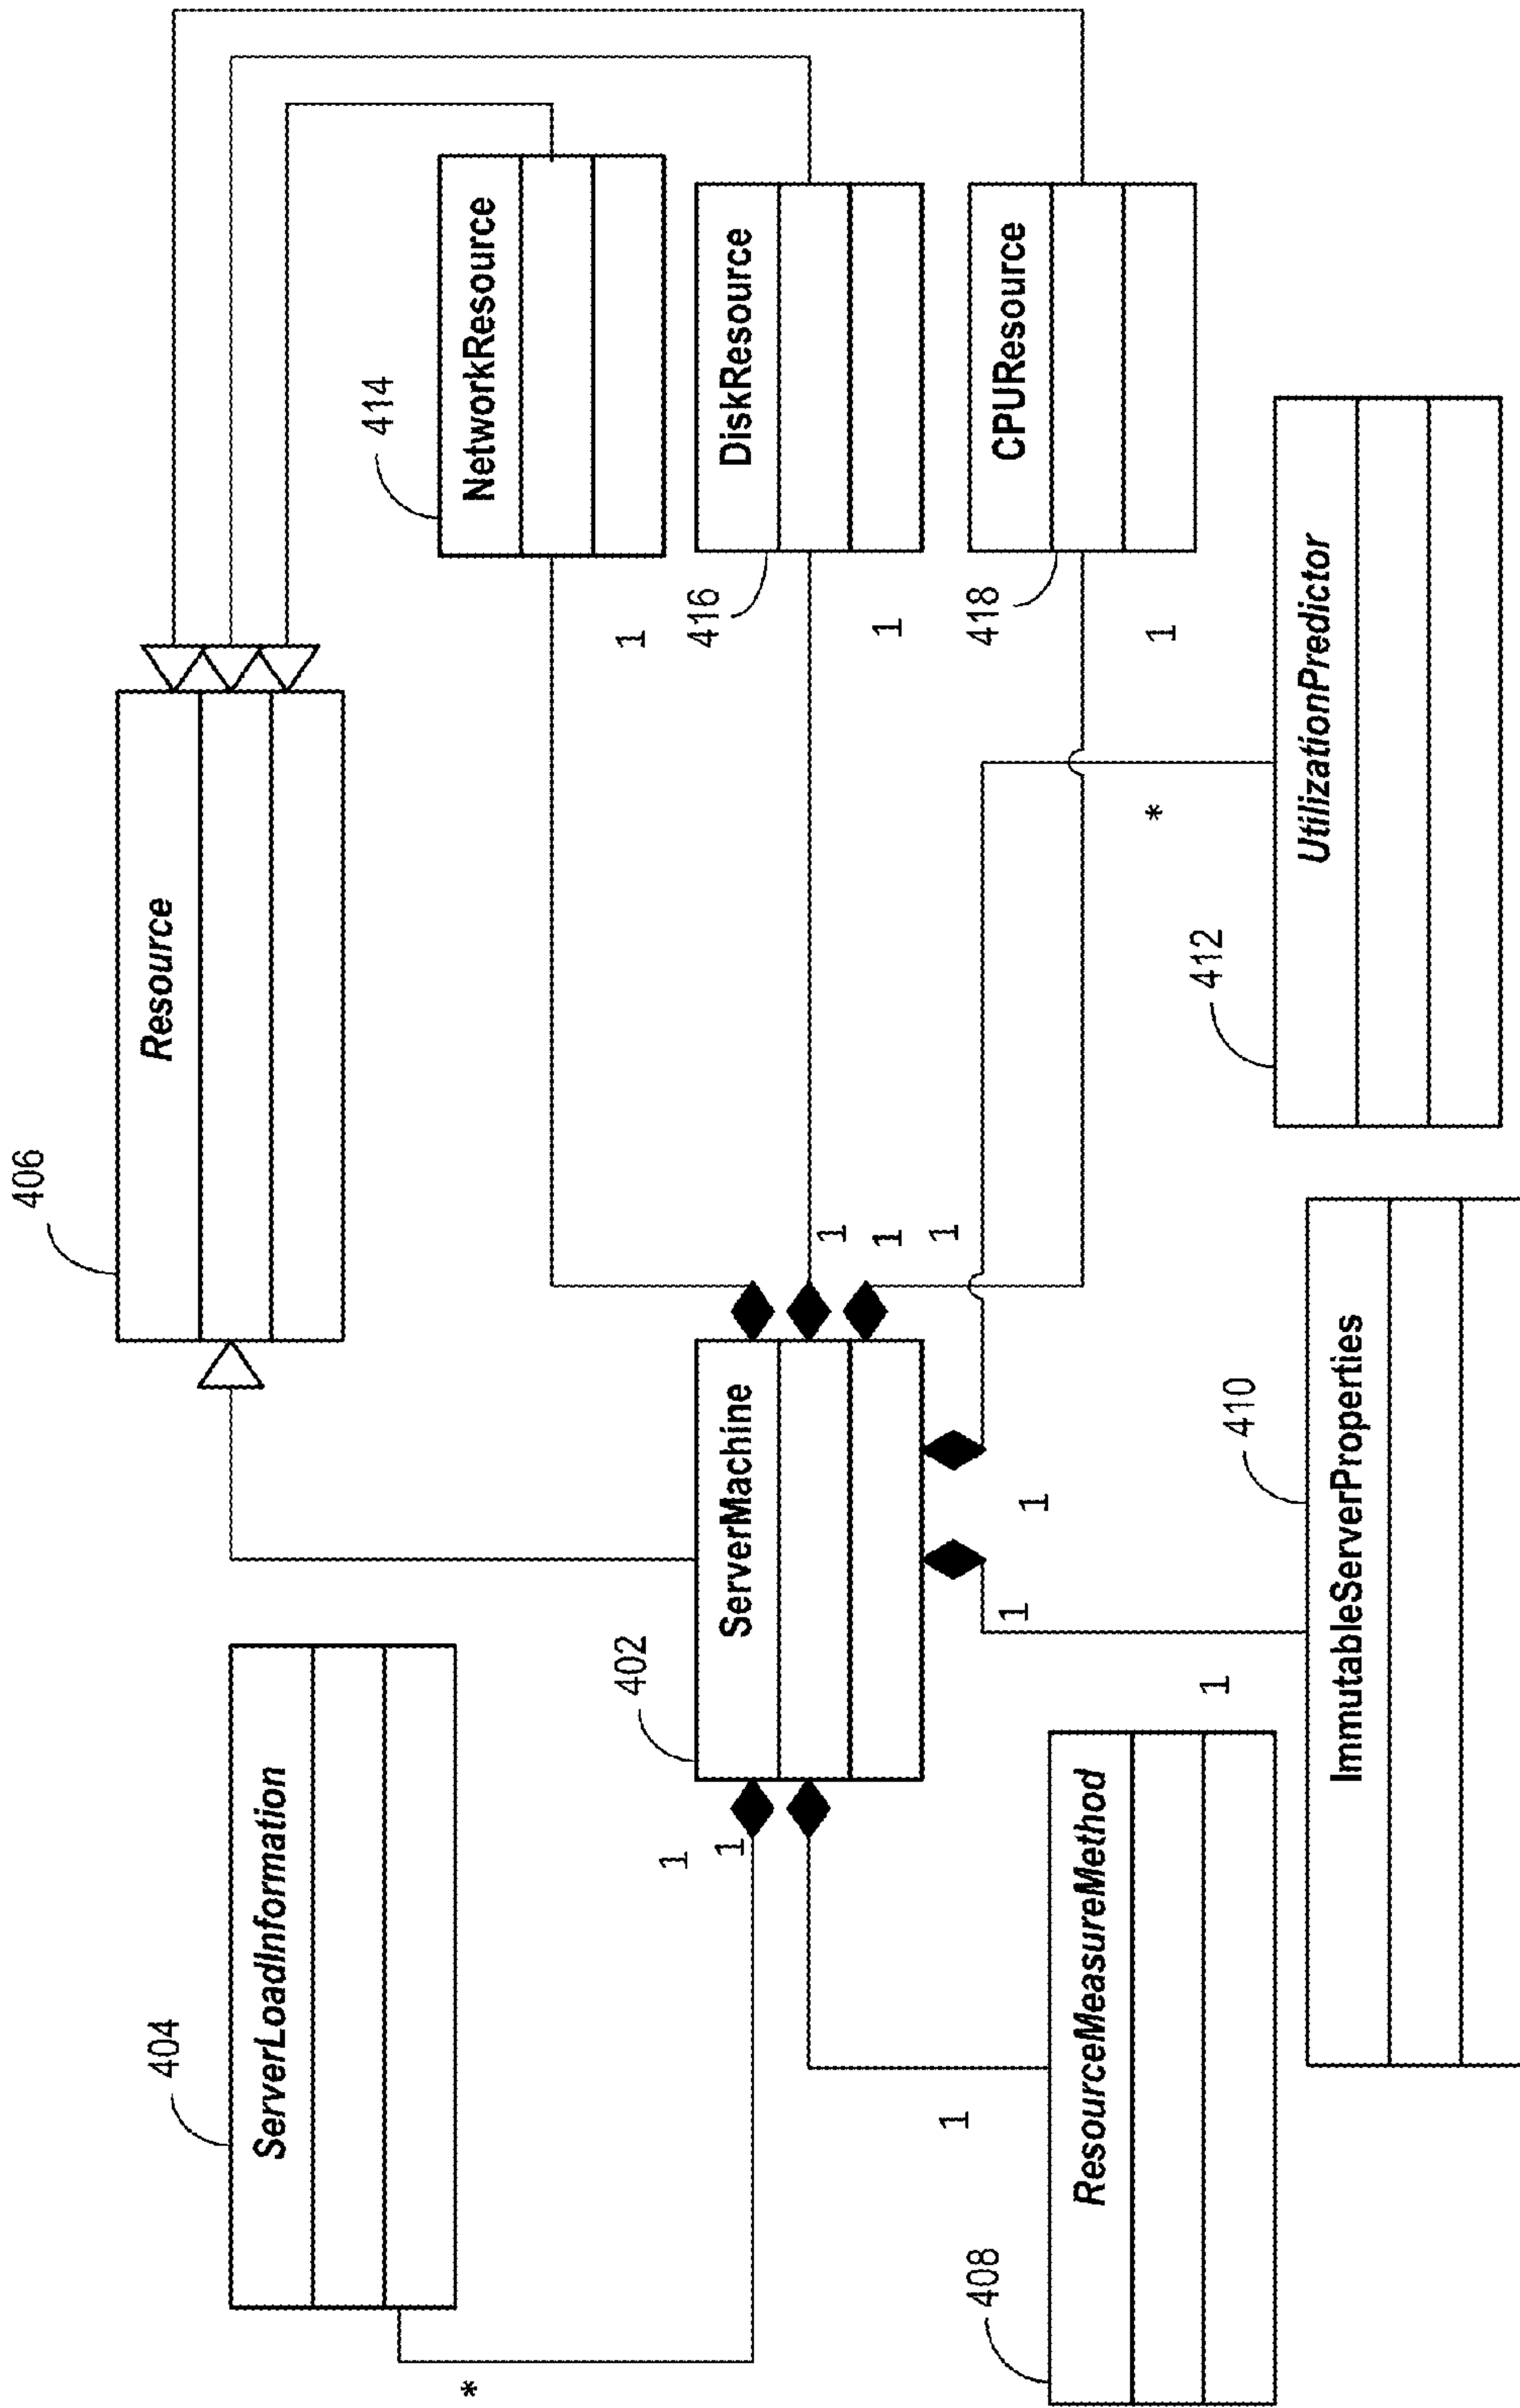 406
404
Resource
ServerLoadInformation
414
*
NetworkResource
402
1
1
416
1
ServerMachine
DiskResource
1
1
1
1
408
1
418
CPUResource
1
1
ResourceMeasureMethod
*
1
412
1
410
UtilizationPredictor
ImmutableServerProperties